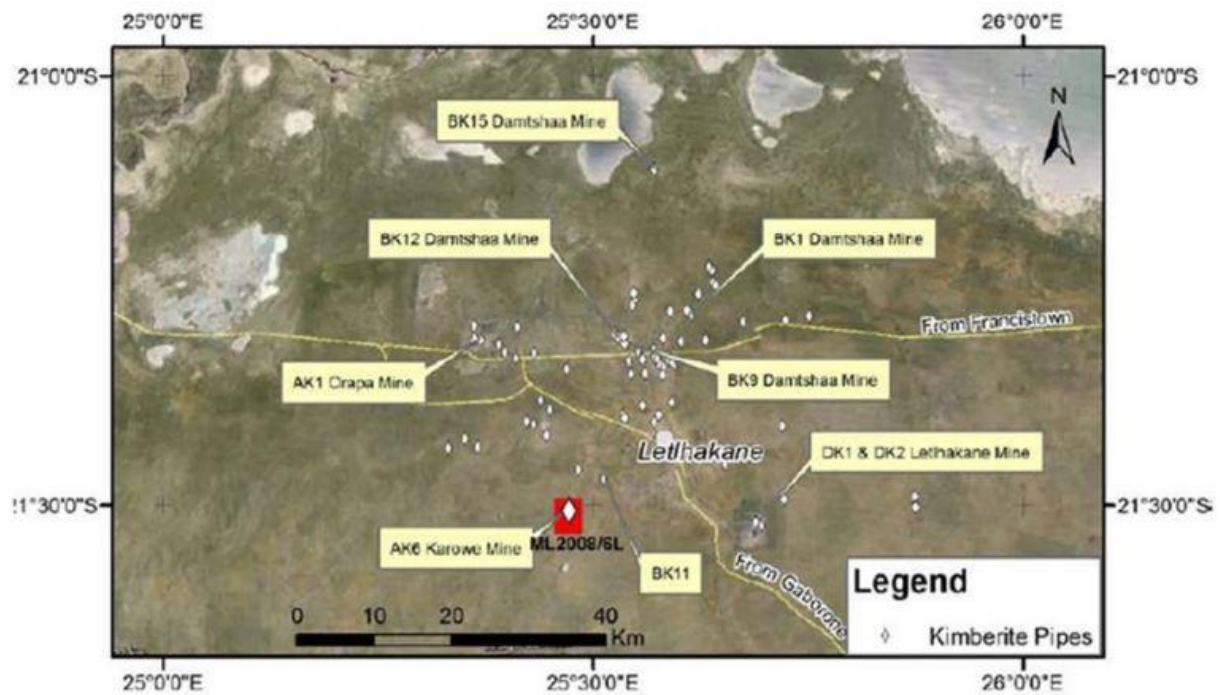 25°0'0"E 25°30'0"E 26°0'0"E
21°0'0"S 21°0'0"S
N
BK15 Damtshaa Mine
BK12 Damtshaa Mine
BK1 Damtshaa Mine
From Francistown
AK1 Orapa Mine
BK9 Damtshaa Mine
Letlhakane
DK1 & DK2 Letlhakane Mine
21°30'0"S 21°30'0"S
AK6 Karowe Mine
ML2008/6L
BK11
From Gaborone
Legend
Kimberite Pipes
0 10 20 40
Km
25°0'0"E 25°30'0"E 26°0'0"E